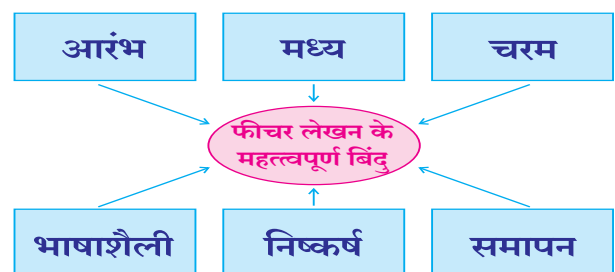 आरंभ
मध्य
चरम
फीचर लेखन के
महत्त्वपूर्ण बिंदु
भाषाशैली
निष्कर्ष
समापन